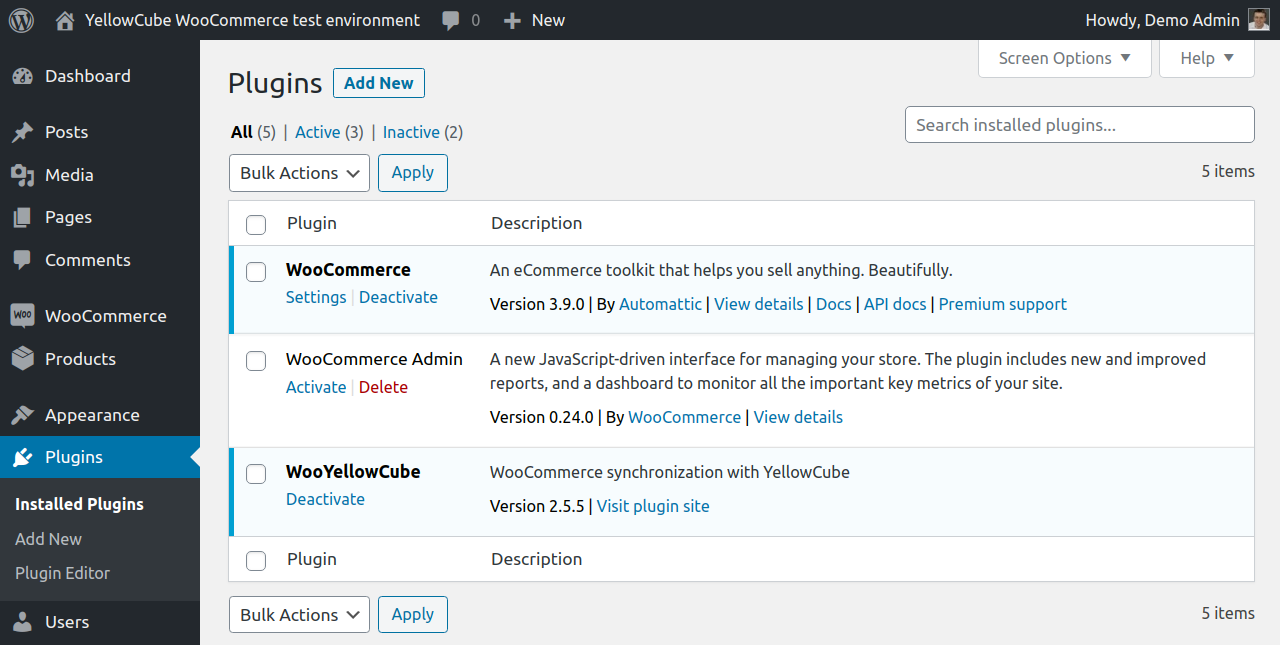 YellowCube WooCommerce test environment 0 New Howdy, Demo Admin
Screen Options Help
Dashboard
Posts
Media
Pages
Comments
WOO WooCommerce
Products
Appearance
Plugins
Installed Plugins
Add New
Plugin Editor
Users
Plugins Add New
All (5) | Active (3) | Inactive (2)
Search installed plugins...
Bulk Actions Apply 5 items
Plugin Description
WooCommerce An eCommerce toolkit that helps you sell anything. Beautifully.
Settings | Deactivate Version 3.9.0 | By Automattic | View details | Docs | API docs | Premium support
WooCommerce Admin A new JavaScript-driven interface for managing your store. The plugin includes new and improved
Activate | Delete reports, and a dashboard to monitor all the important key metrics of your site.
Version 0.24.0 | By WooCommerce | View details
WooYellowCube WooCommerce synchronization with YellowCube
Deactivate Version 2.5.5 | Visit plugin site
Plugin Description
Bulk Actions Apply 5 items